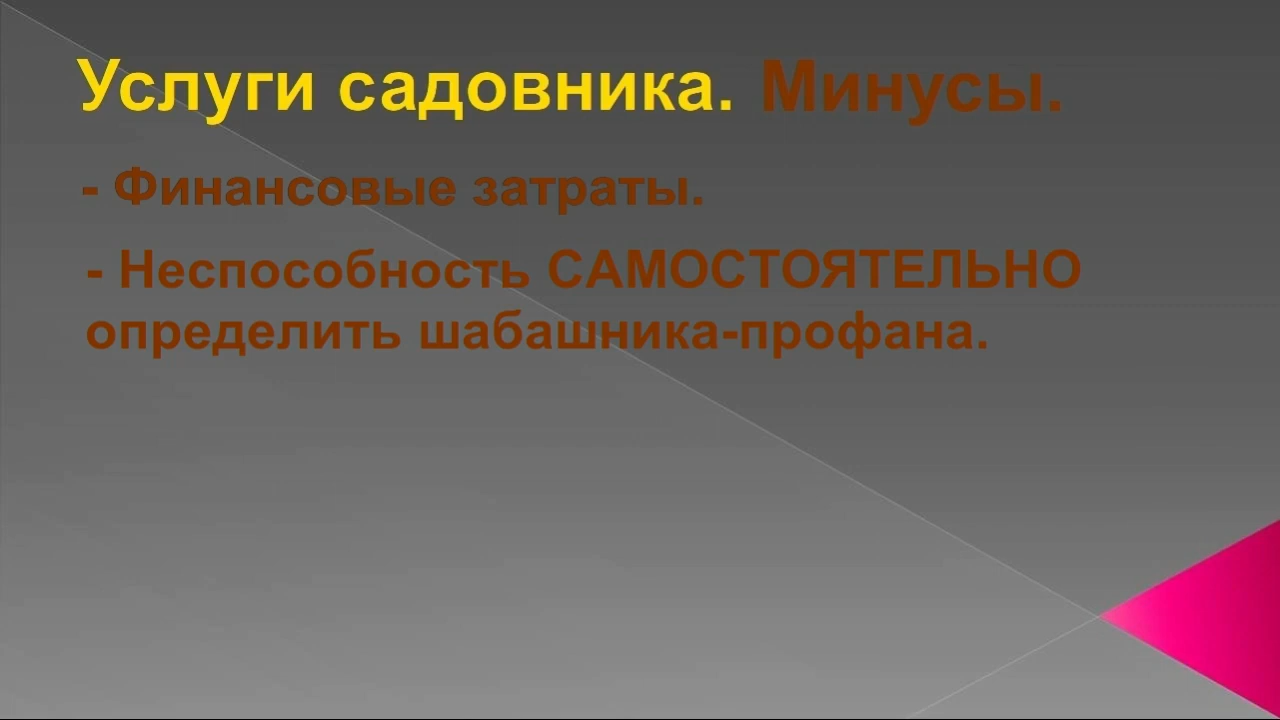 Услуги садовника. Минусы.
- Финансовые затраты.
- Неспособность САМОСТОЯТЕЛЬНО
определить шабашника-профана.